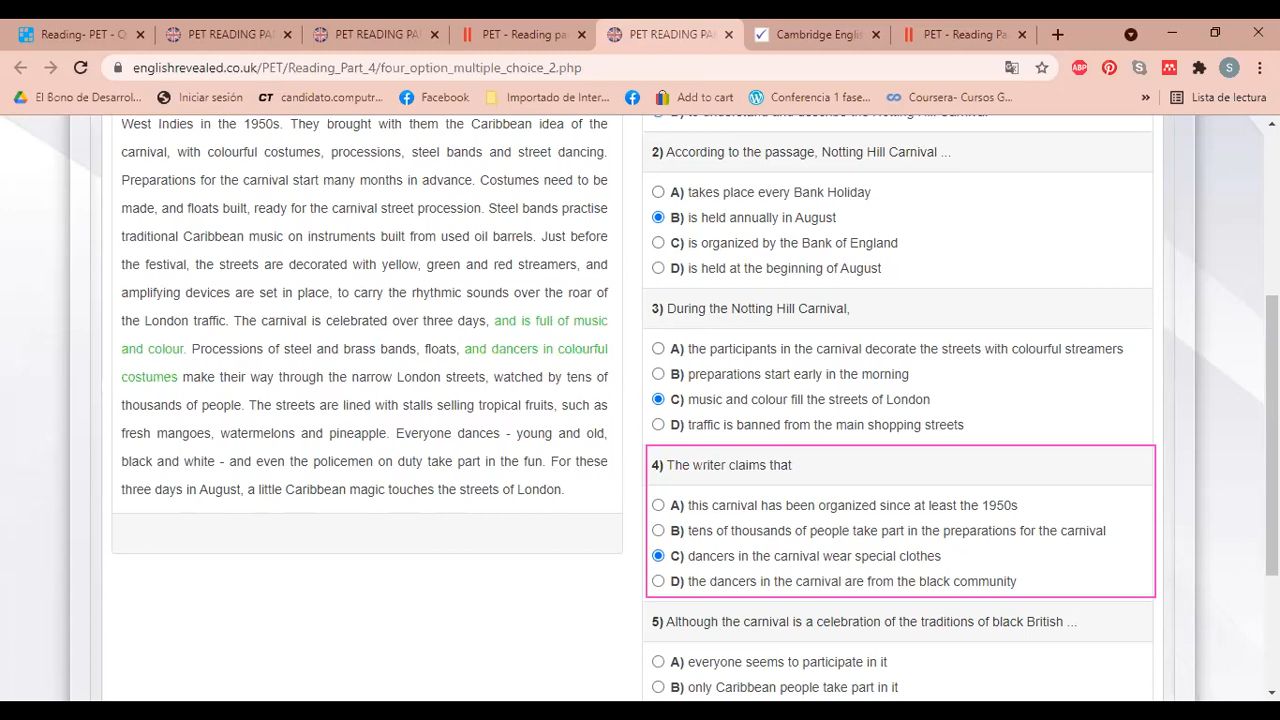 Reading- PET - Q
PET READING PA
PET READING PA
PET - Reading pa
PET READING PA
Cambridge Engli
PET - Reading Pa
englishrevealed.co.uk/PET/Reading_Part_4/four_option_multiple_choice_2.php
ABP
S
El Bono de Desarrol...
Iniciar sesión
CT candidato.computr...
Facebook
Importado de Inter...
Add to cart
Conferencia 1 fase...
Coursera- Cursos G...
»
Lista de lectura
West Indies in the 1950s. They brought with them the Caribbean idea of the
carnival, with colourful costumes, processions, steel bands and street dancing.
Preparations for the carnival start many months in advance. Costumes need to be
made, and floats built, ready for the carnival street procession. Steel bands practise
traditional Caribbean music on instruments built from used oil barrels. Just before
the festival, the streets are decorated with yellow, green and red streamers, and
amplifying devices are set in place, to carry the rhythmic sounds over the roar of
the London traffic. The carnival is celebrated over three days, and is full of music
and colour. Processions of steel and brass bands, floats, and dancers in colourful
costumes make their way through the narrow London streets, watched by tens of
thousands of people. The streets are lined with stalls selling tropical fruits, such as
fresh mangoes, watermelons and pineapple. Everyone dances - young and old,
black and white - and even the policemen on duty take part in the fun. For these
three days in August, a little Caribbean magic touches the streets of London.
D) to understand and describe the Notting Hill Carnival
2) According to the passage, Notting Hill Carnival ...
A) takes place every Bank Holiday
B) is held annually in August
C) is organized by the Bank of England
D) is held at the beginning of August
3) During the Notting Hill Carnival,
A) the participants in the carnival decorate the streets with colourful streamers
B) preparations start early in the morning
C) music and colour fill the streets of London
D) traffic is banned from the main shopping streets
4) The writer claims that
A) this carnival has been organized since at least the 1950s
B) tens of thousands of people take part in the preparations for the carnival
C) dancers in the carnival wear special clothes
D) the dancers in the carnival are from the black community
5) Although the carnival is a celebration of the traditions of black British ...
A) everyone seems to participate in it
B) only Caribbean people take part in it